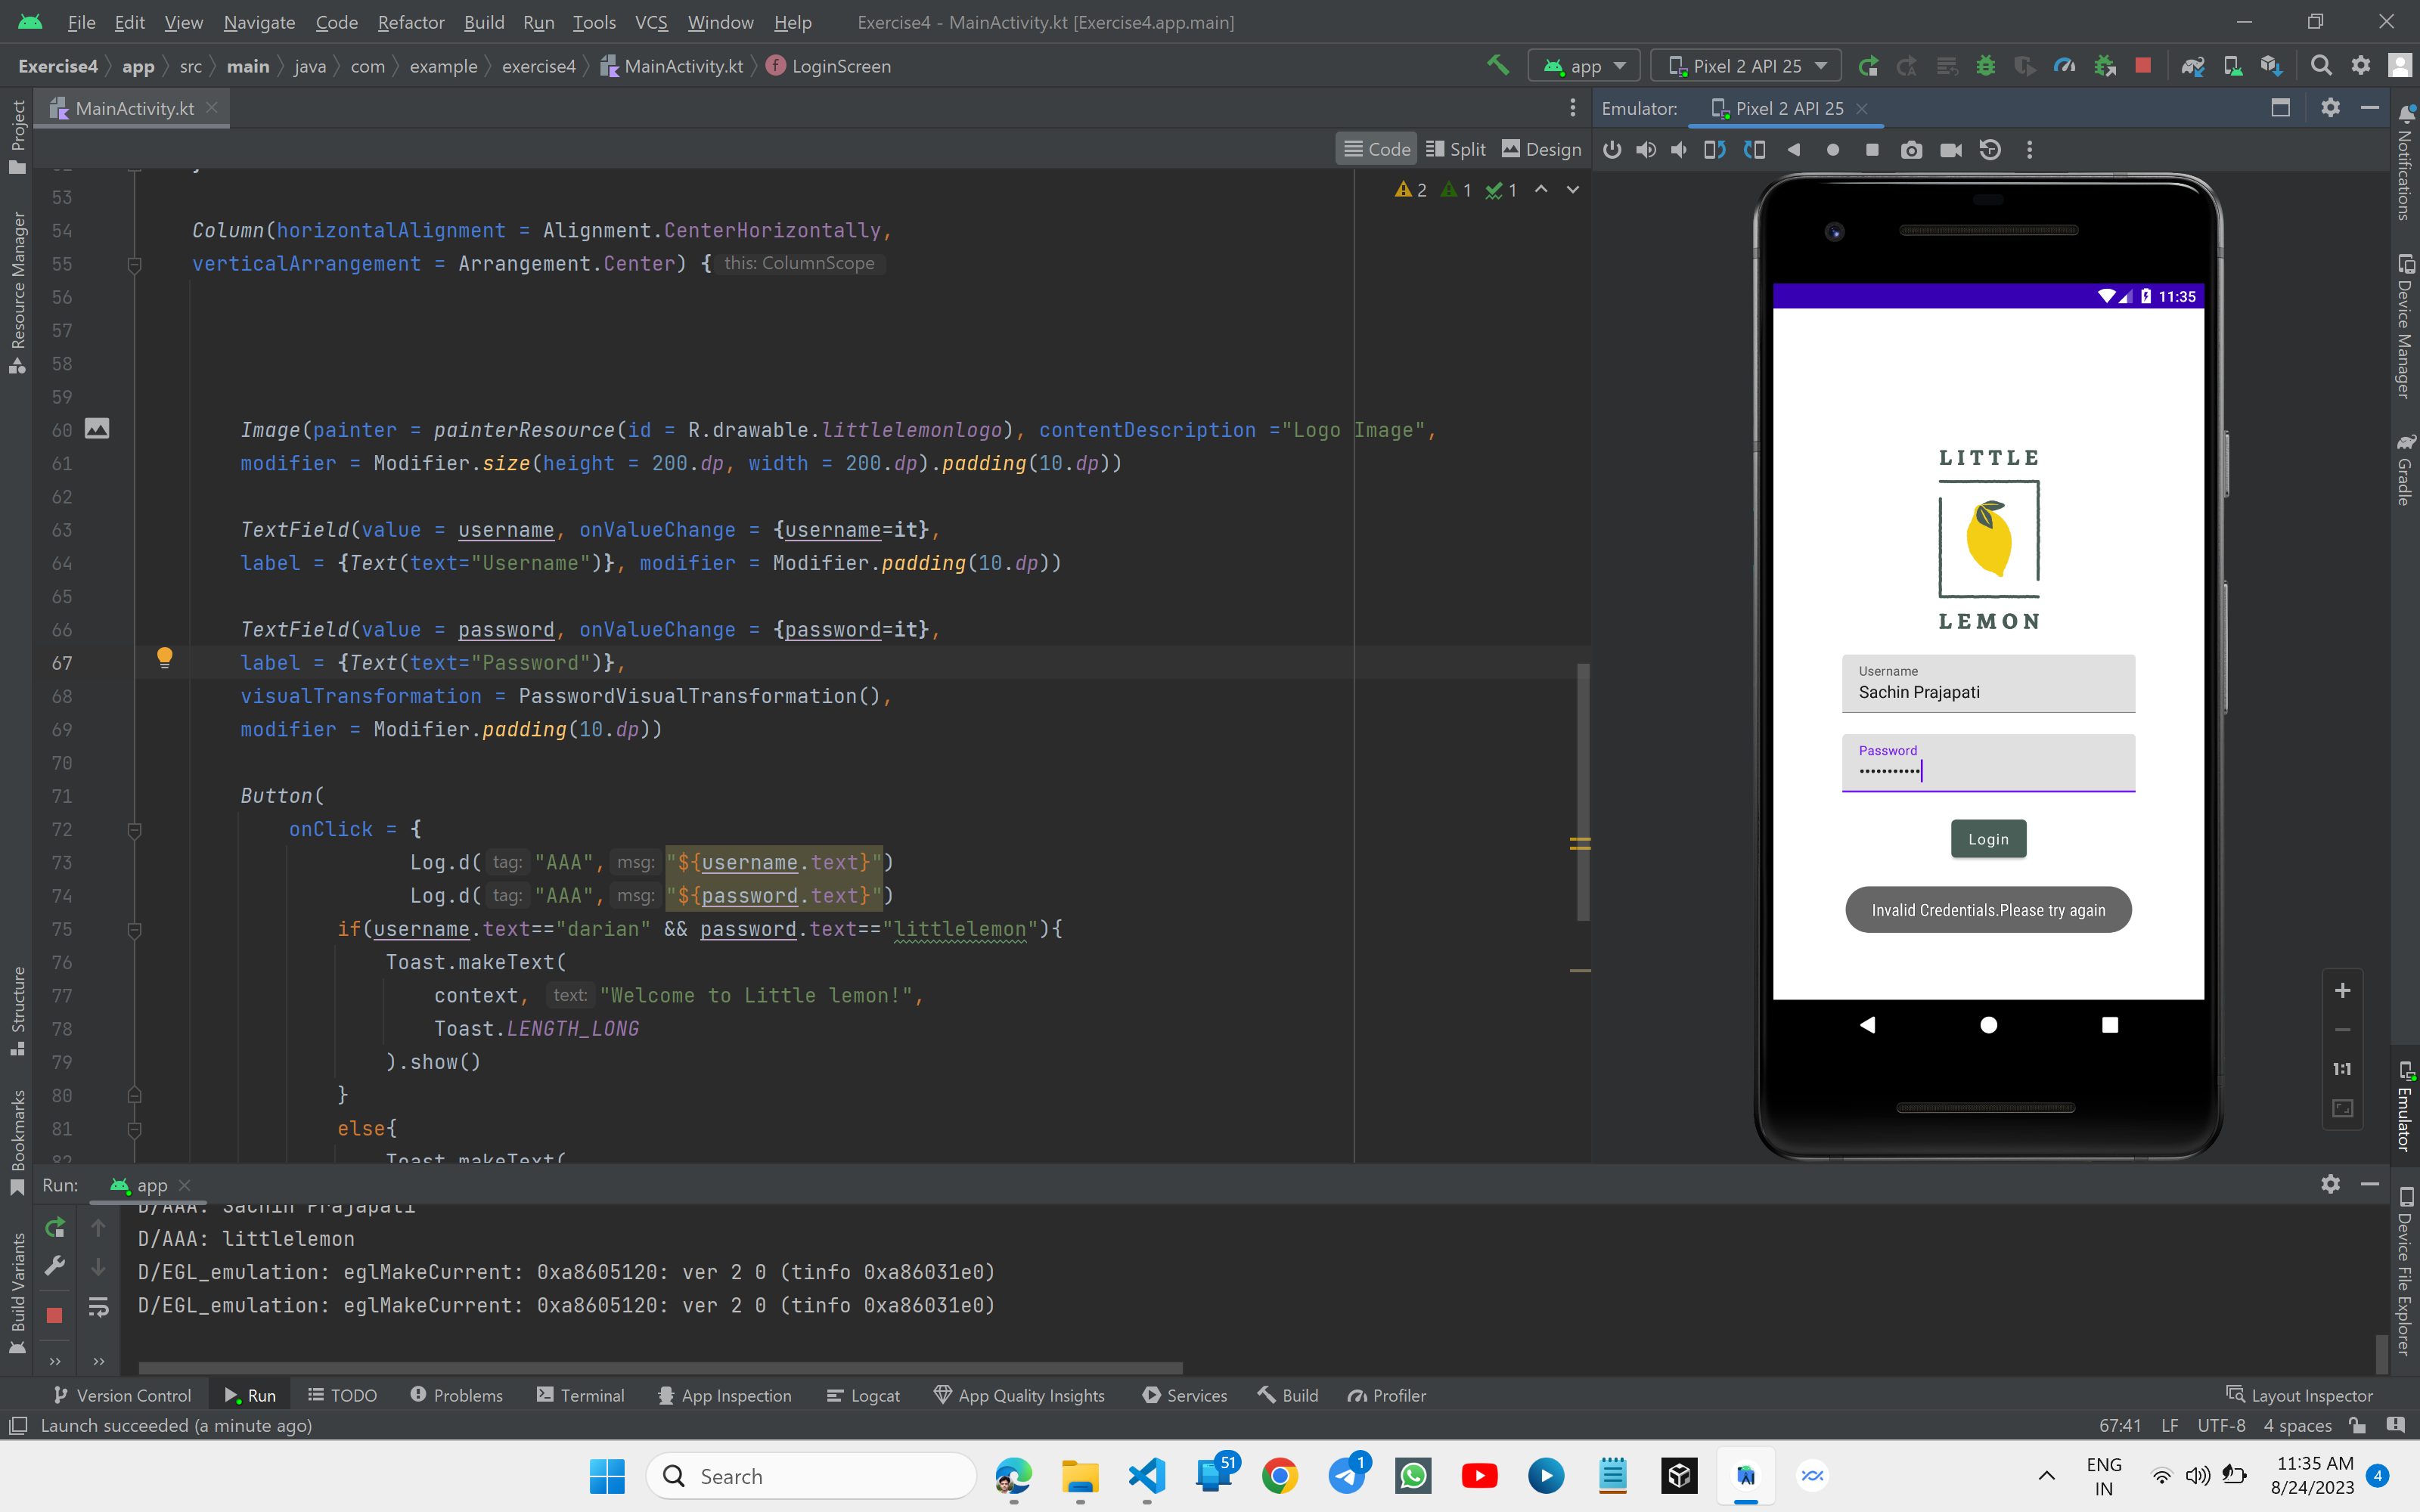 File Edit View Navigate Code Refactor Build Run Tools VCS Window Help Exercise4 - MainActivity.kt [Exercise4.app.main]
Exercise4 app src main java com example exercise4 MainActivity.kt LoginScreen
app Pixel 2 API 25
MainActivity.kt
Emulator: Pixel 2 API 25
Code Split Design
2 1 1
Project
Resource Manager
Structure
Bookmarks
Build Variants
53
54 Column(horizontalAlignment = Alignment.CenterHorizontally,
55 verticalArrangement = Arrangement.Center) { this: ColumnScope
56
57
58
59
60 Image(painter = painterResource(id = R.drawable.littlelemonlogo), contentDescription ="Logo Image",
61 modifier = Modifier.size(height = 200.dp, width = 200.dp).padding(10.dp))
62
63 TextField(value = username, onValueChange = {username=it},
64 label = {Text(text="Username")}, modifier = Modifier.padding(10.dp))
65
66 TextField(value = password, onValueChange = {password=it},
67 label = {Text(text="Password")},
68 visualTransformation = PasswordVisualTransformation(),
69 modifier = Modifier.padding(10.dp))
70
71 Button(
72 onClick = {
73 Log.d( tag: "AAA", msg: "${username.text}")
74 Log.d( tag: "AAA", msg: "${password.text}")
75 if(username.text=="darian" && password.text=="littlelemon"){
76 Toast.makeText(
77 context, text: "Welcome to Little lemon!",
78 Toast.LENGTH_LONG
79 ).show()
80 }
81 else{
82 Toast.makeText(
11:35
LITTLE
LEMON
Username
Sachin Prajapati
Password
•••••••••••
Login
Invalid Credentials.Please try again
1:1
Notifications
Device Manager
Gradle
Emulator
Device File Explorer
Run: app
D/AAA: Sachin Prajapati
D/AAA: littlelemon
D/EGL_emulation: eglMakeCurrent: 0xa8605120: ver 2 0 (tinfo 0xa86031e0)
D/EGL_emulation: eglMakeCurrent: 0xa8605120: ver 2 0 (tinfo 0xa86031e0)
Version Control Run TODO Problems Terminal App Inspection Logcat App Quality Insights Services Build Profiler Layout Inspector
Launch succeeded (a minute ago) 67:41 LF UTF-8 4 spaces
Search 51 1 ENG 11:35 AM
IN 8/24/2023 4